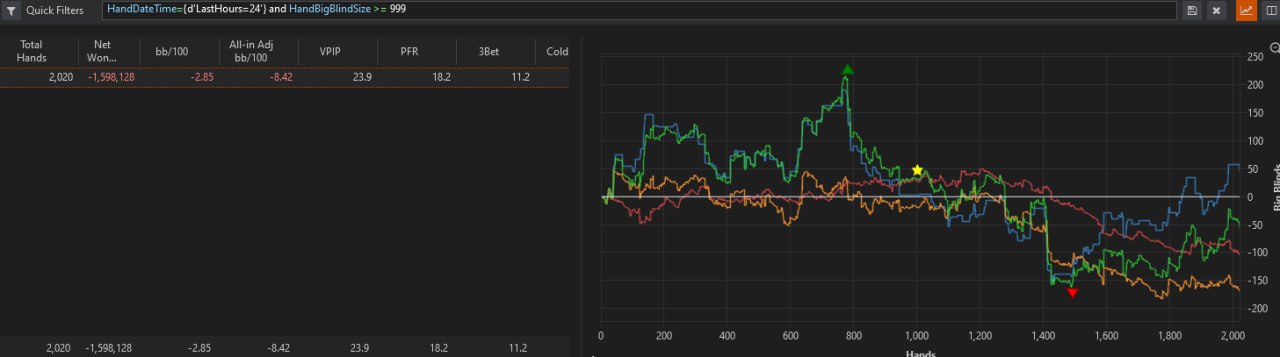 Quick Filters HandDateTime={d'LastHours=24'} and HandBigBlindSize >= 999
Total Hands Net Won... bb/100 All-in Adj bb/100 VPIP PFR 3Bet Cold
2,020 -1,598,128 -2.85 -8.42 23.9 18.2 11.2
2,020 -1,598,128 -2.85 -8.42 23.9 18.2 11.2
250
200
150
100
50
0
-50
-100
-150
-200
Big Blinds
0 200 400 600 800 1,000 1,200 1,400 1,600 1,800 2,000
Hands